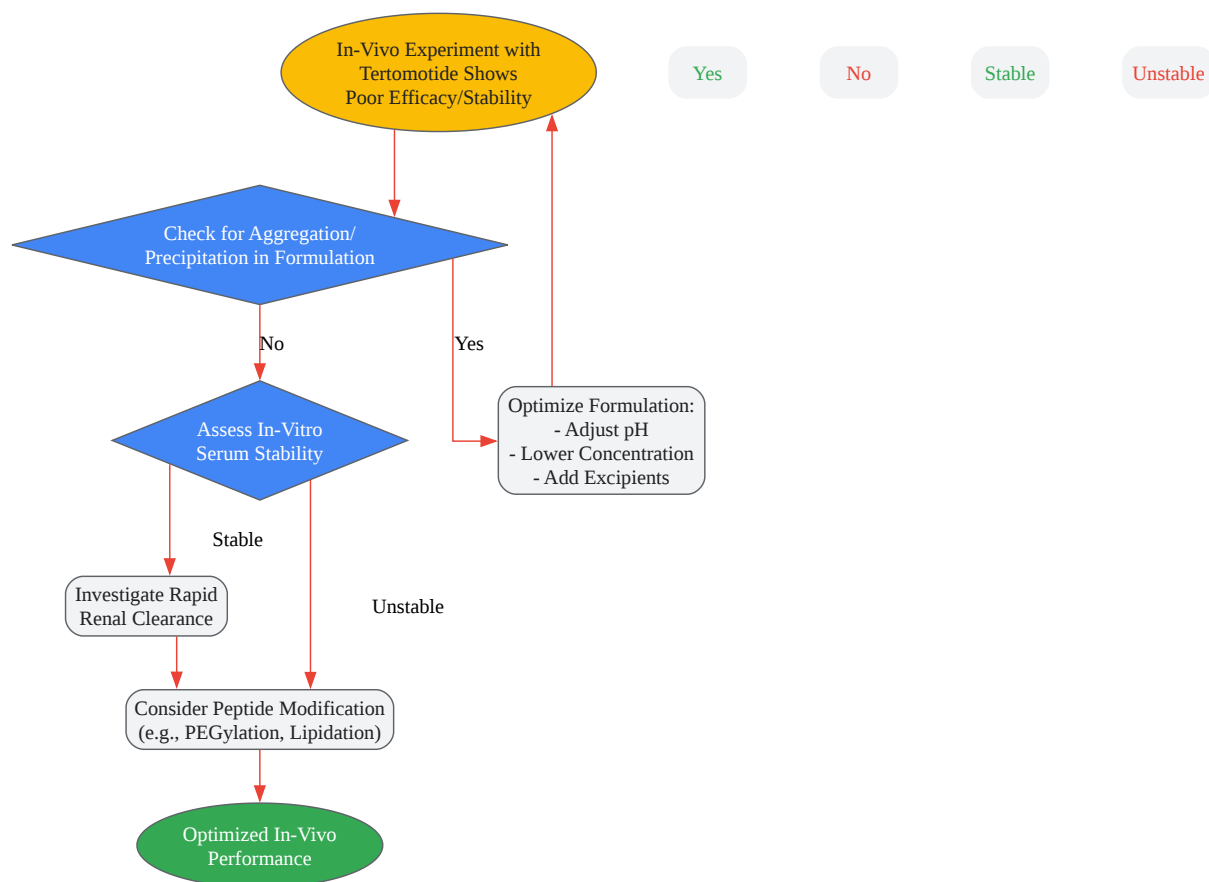 In-Vivo Experiment with
Tertomotide Shows
Poor Efficacy/Stability
Yes
No
Stable
Unstable
Check for Aggregation/
Precipitation in Formulation
No
Yes
Optimize Formulation:
- Adjust pH
- Lower Concentration
- Add Excipients
Assess In-Vitro
Serum Stability
Stable
Unstable
Investigate Rapid
Renal Clearance
Consider Peptide Modification
(e.g., PEGylation, Lipidation)
Optimized In-Vivo
Performance